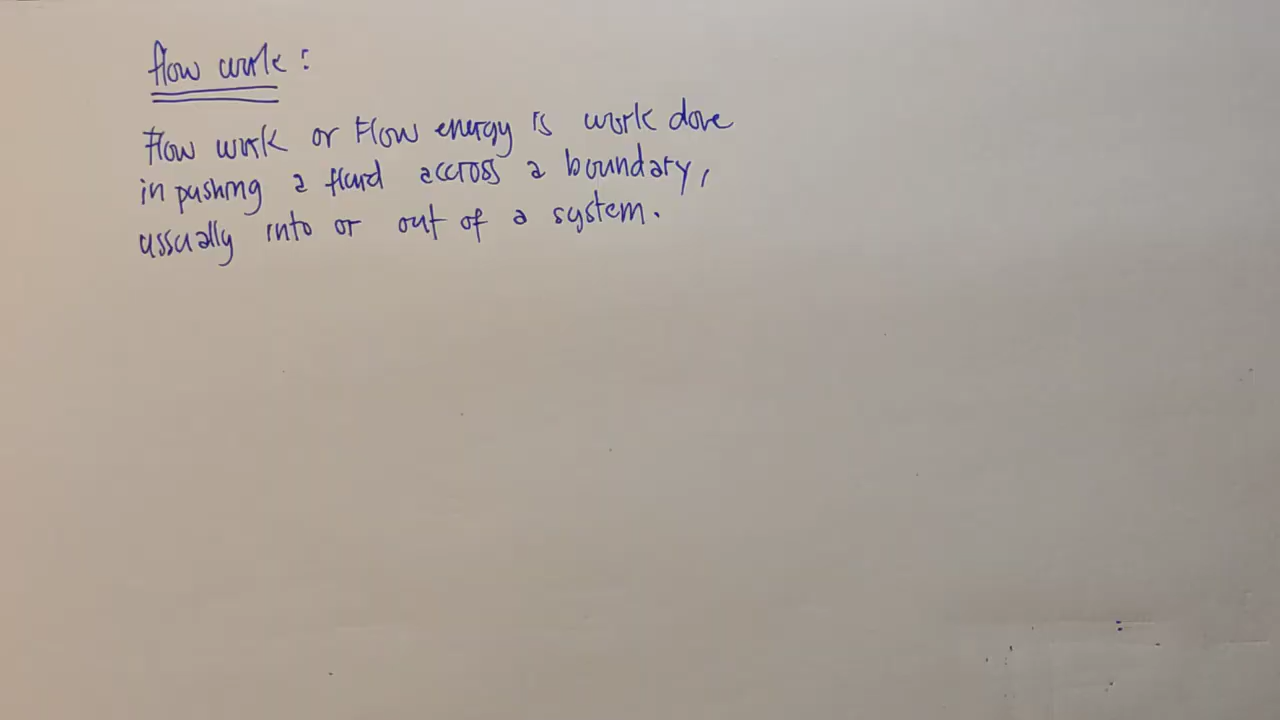 flow work :
Flow work or Flow energy is work done
in pushing a fluid accross a boundary,
ussually into or out of a system.